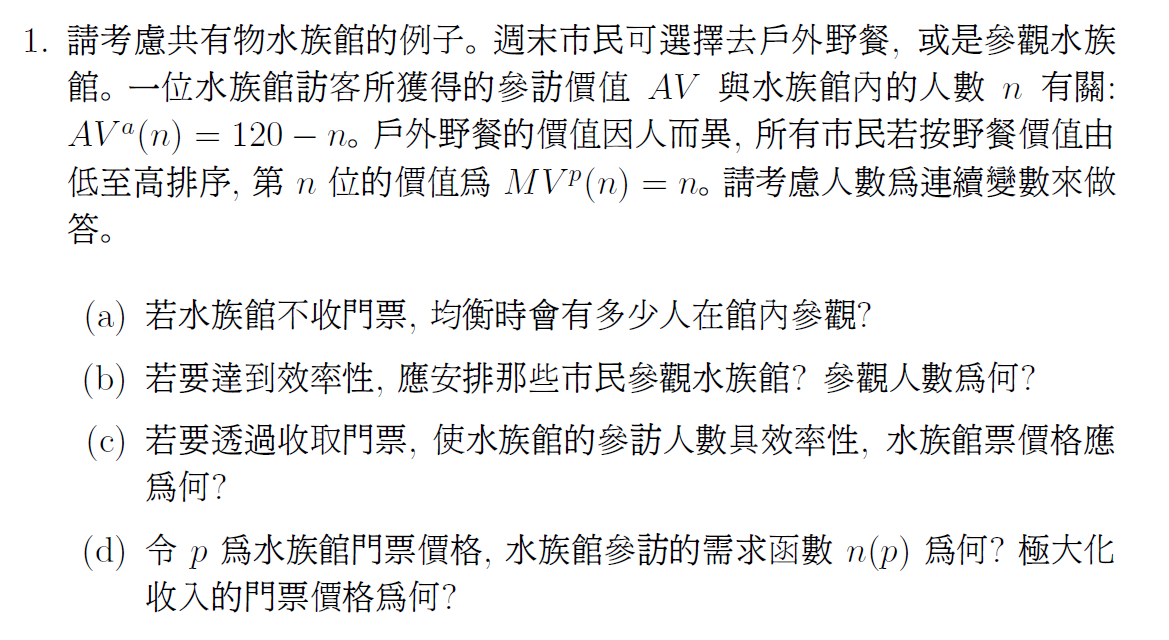 1. 請考慮共有物水族館的例子。週末市民可選擇去戶外野餐, 或是參觀水族
館。一位水族館訪客所獲得的參訪價值 AV 與水族館內的人數 n 有關:
AVᵃ(n) = 120 − n。戶外野餐的價值因人而異, 所有市民若按野餐價值由
低至高排序, 第 n 位的價值爲 MVᵖ(n) = n。請考慮人數爲連續變數來做
答。
(a) 若水族館不收門票, 均衡時會有多少人在館內參觀?
(b) 若要達到效率性, 應安排那些市民參觀水族館? 參觀人數爲何?
(c) 若要透過收取門票, 使水族館的參訪人數具效率性, 水族館票價格應
爲何?
(d) 令 p 爲水族館門票價格, 水族館參訪的需求函數 n(p) 爲何? 極大化
收入的門票價格爲何?